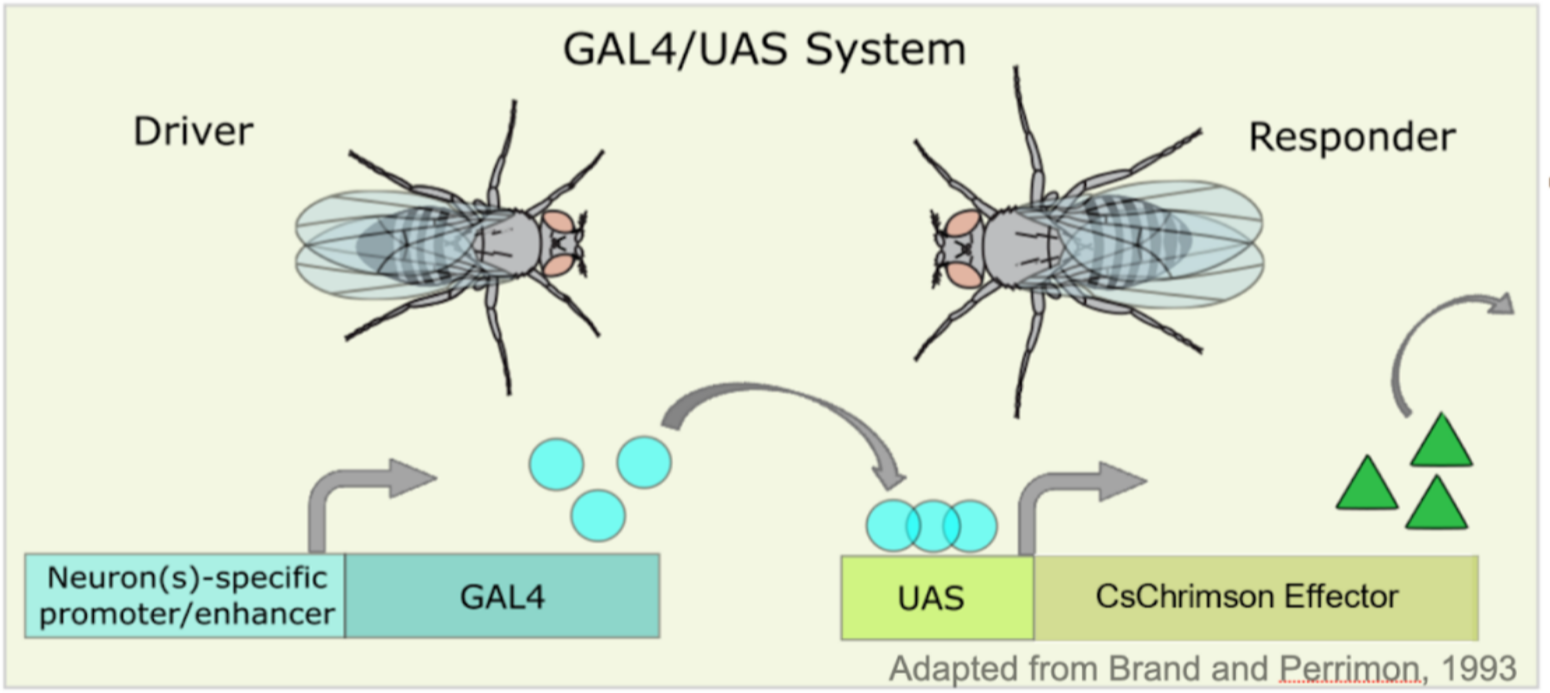 GAL4/UAS System
Driver
Responder
Neuron(s)-specific
promoter/enhancer
GAL4
UAS
CsChrimson Effector
Adapted from Brand and Perrimon, 1993